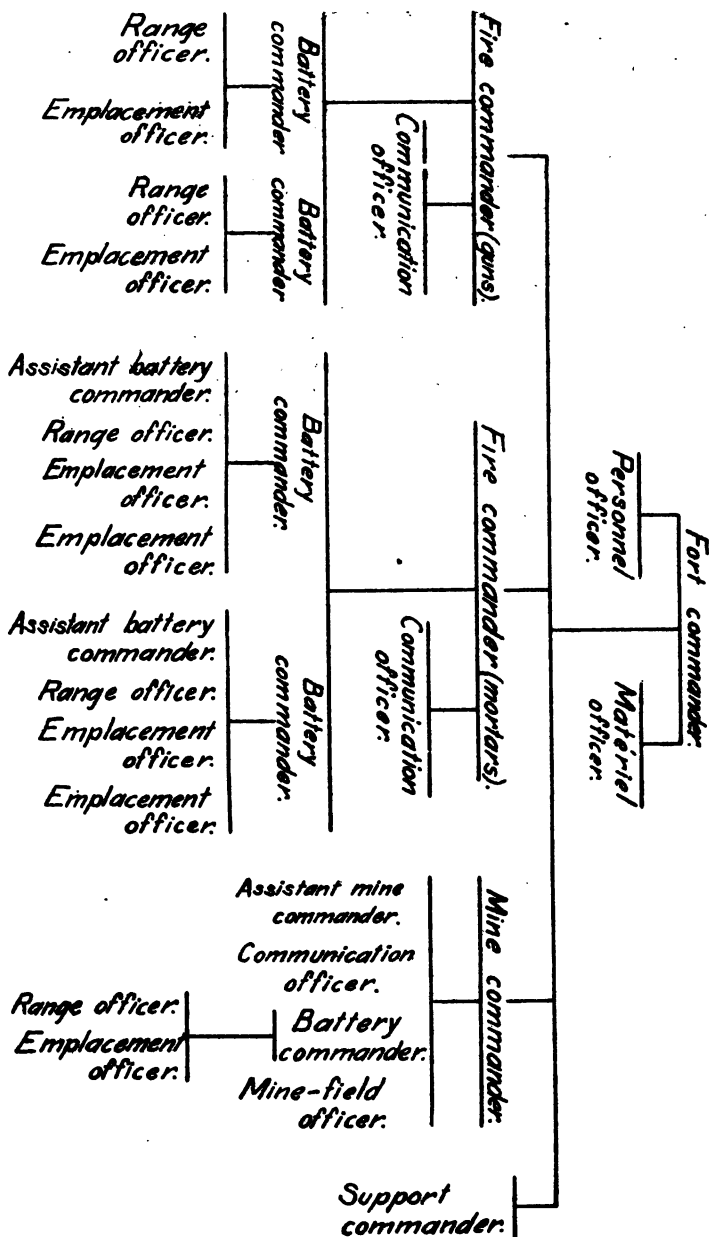 Fort commander.
Personnel
officer.
Matériel
officer.
Fire commander (guns).
Communication
officer.
Battery
commander
Range
officer.
Emplacement
officer.
Battery
commander
Range
officer.
Emplacement
officer.
Fire commander (mortars).
Communication
officer.
Battery
commander.
Assistant battery
commander.
Range officer.
Emplacement
officer.
Emplacement
officer.
Battery
commander.
Assistant battery
commander.
Range officer.
Emplacement
officer.
Emplacement
officer.
Mine commander.
Assistant mine
commander.
Communication
officer.
Battery
commander.
Range officer.
Emplacement
officer.
Mine-field
officer.
Support
commander.